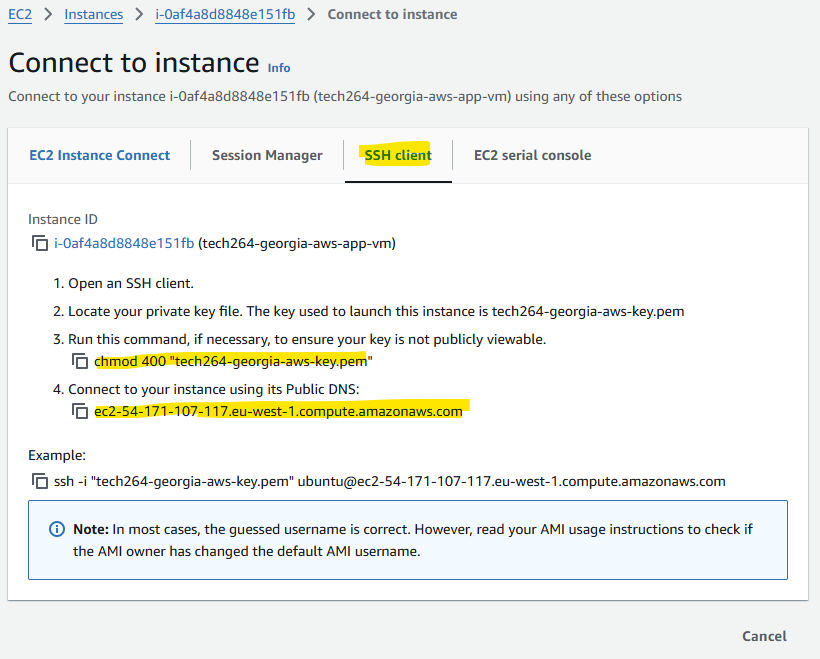 EC2 > Instances > i-0af4a8d8848e151fb > Connect to instance
Connect to instance Info
Connect to your instance i-0af4a8d8848e151fb (tech264-georgia-aws-app-vm) using any of these options
EC2 Instance Connect Session Manager SSH client EC2 serial console
Instance ID
i-0af4a8d8848e151fb (tech264-georgia-aws-app-vm)
1. Open an SSH client.
2. Locate your private key file. The key used to launch this instance is tech264-georgia-aws-key.pem
3. Run this command, if necessary, to ensure your key is not publicly viewable.
chmod 400 "tech264-georgia-aws-key.pem"
4. Connect to your instance using its Public DNS:
ec2-54-171-107-117.eu-west-1.compute.amazonaws.com
Example:
ssh -i "tech264-georgia-aws-key.pem" ubuntu@ec2-54-171-107-117.eu-west-1.compute.amazonaws.com
Note: In most cases, the guessed username is correct. However, read your AMI usage instructions to check if
the AMI owner has changed the default AMI username.
Cancel